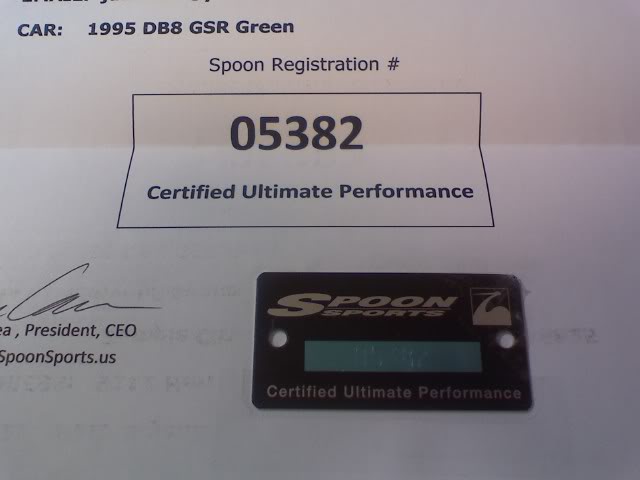 CAR: 1995 DB8 GSR Green
Spoon Registration #
05382
Certified Ultimate Performance
, President, CEO
SpoonSports.us
SPOON
SPORTS
Certified Ultimate Performance